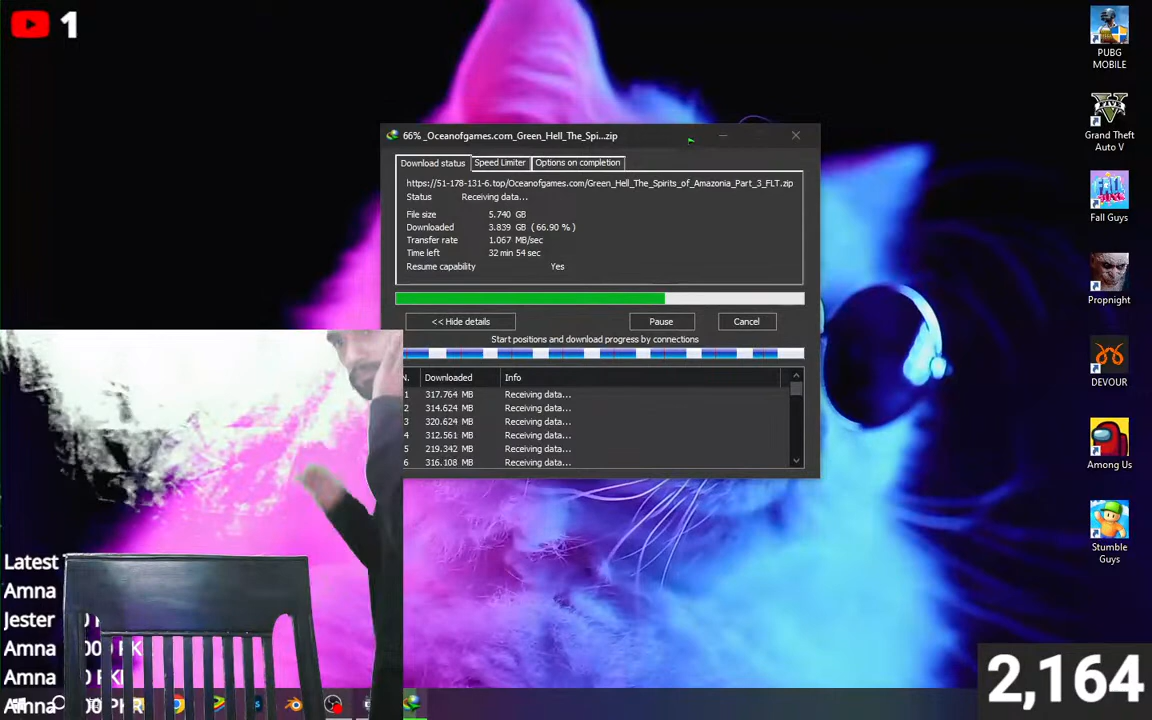 1
66% _Oceanofgames.com_Green_Hell_The_Spi...zip
Download status
Speed Limiter
Options on completion
https://51-178-131-6.top/Oceanofgames.com/Green_Hell_The_Spirits_of_Amazonia_Part_3_FLT.zip
Status Receiving data...
File size 5.740 GB
Downloaded 3.839 GB ( 66.90 % )
Transfer rate 1.067 MB/sec
Time left 32 min 54 sec
Resume capability Yes
<< Hide details
Pause
Cancel
Start positions and download progress by connections
N. Downloaded Info
1 317.764 MB Receiving data...
2 314.624 MB Receiving data...
3 320.624 MB Receiving data...
4 312.561 MB Receiving data...
5 219.342 MB Receiving data...
6 316.108 MB Receiving data...
PUBG
MOBILE
Grand Theft
Auto V
Fall Guys
Propnight
DEVOUR
Among Us
Stumble
Guys
Latest
Amna
Jester
Amna
Amna
Amna
2,164